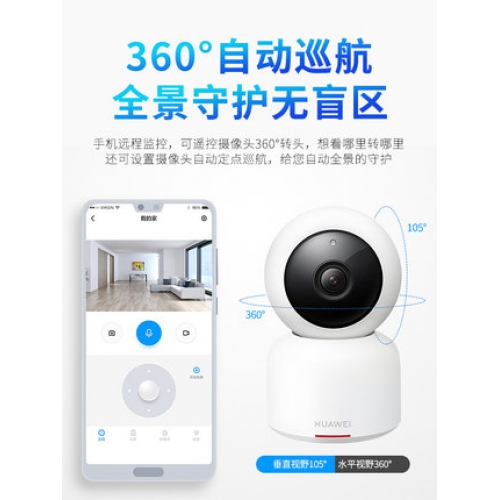 360°自动巡航
全景守护无盲区
手机远程监控，可遥控摄像头360°转头，想看哪里转哪里
还可设置摄像头自动定点巡航，给您自动全景的守护
我的家
105°
360°
HUAWEI
垂直视野105° 水平视野360°